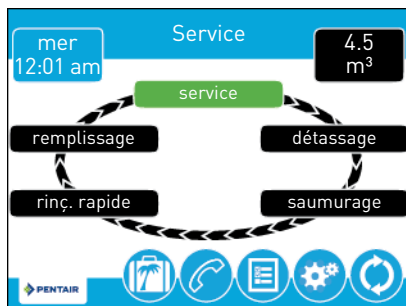 mer
12:01 am
Service
4.5
m³
service
remplissage
détassage
rinç. rapide
saumurage
PENTAIR